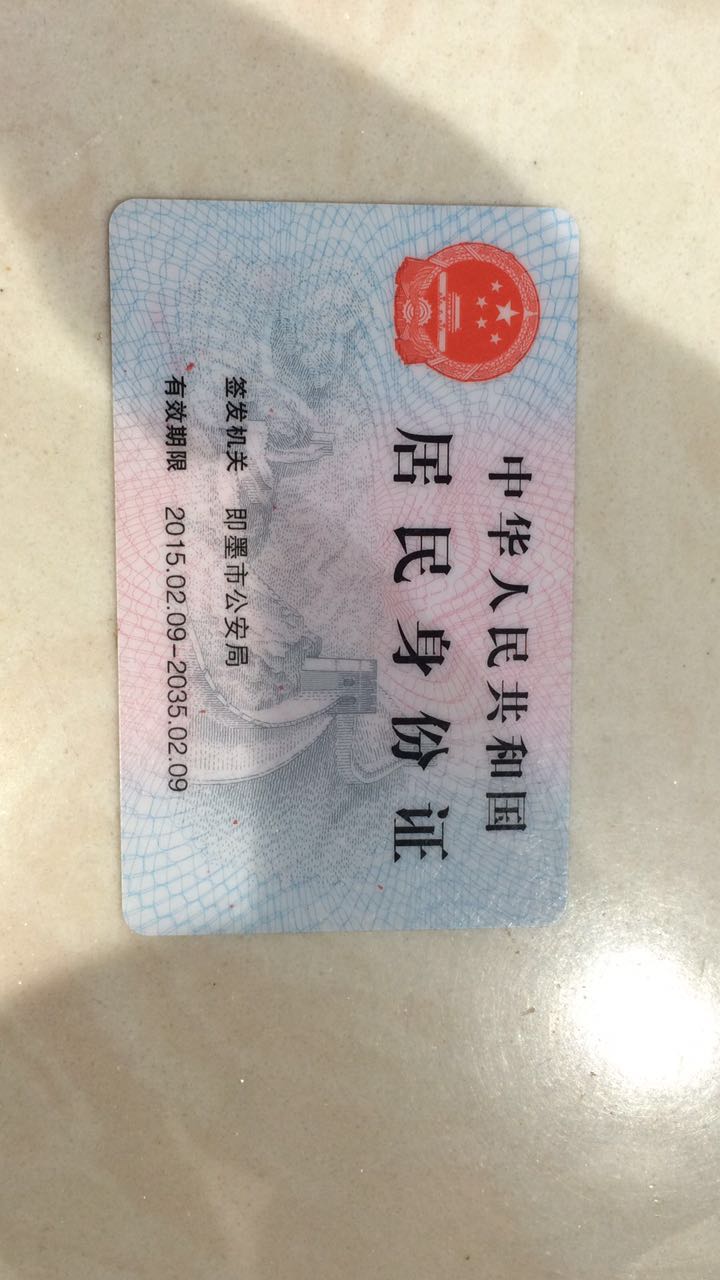 中华人民共和国
居民身份证
签发机关 即墨市公安局
有效期限 2015.02.09-2035.02.09